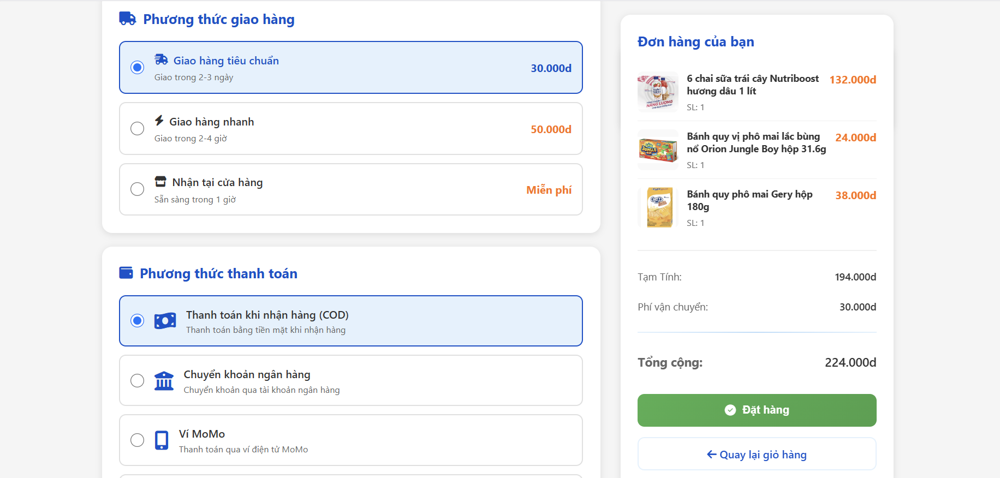 Phương thức giao hàng
Giao hàng tiêu chuẩn
Giao trong 2-3 ngày
30.000đ
Giao hàng nhanh
Giao trong 2-4 giờ
50.000đ
Nhận tại cửa hàng
Sẵn sàng trong 1 giờ
Miễn phí
Phương thức thanh toán
Thanh toán khi nhận hàng (COD)
Thanh toán bằng tiền mặt khi nhận hàng
Chuyển khoản ngân hàng
Chuyển khoản qua tài khoản ngân hàng
Ví MoMo
Thanh toán qua ví điện tử MoMo
Đơn hàng của bạn
NĂNG LƯỢNG
6 chai sữa trái cây Nutriboost
hương dâu 1 lít
132.000đ
SL: 1
JUNGLE
BOY
Bánh quy vị phô mai lắc bùng
nổ Orion Jungle Boy hộp 31.6g
24.000đ
SL: 1
Gery
Bánh quy phô mai Gery hộp
180g
38.000đ
SL: 1
Tạm Tính:
194.000đ
Phí vận chuyển:
30.000đ
Tổng cộng:
224.000đ
Đặt hàng
Quay lại giỏ hàng